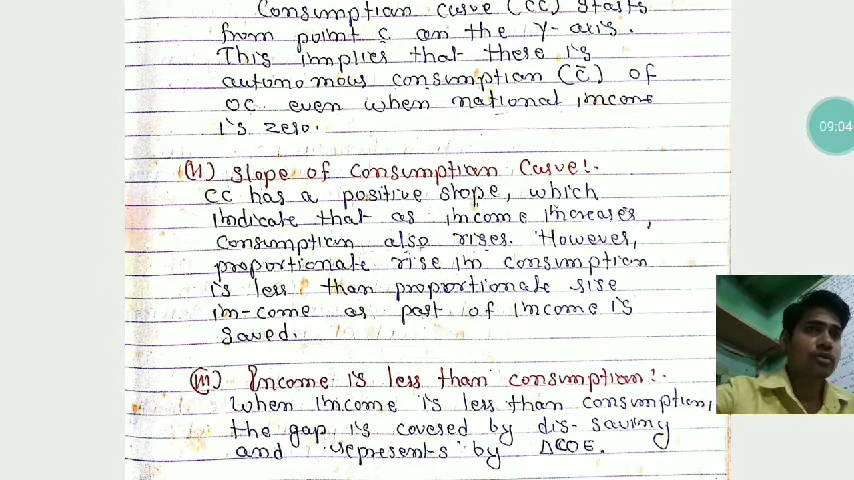 Consumption curve (CC) starts
from point C on the Y-axis.
This implies that there is
autonomous consumption (C̄) of
OC even when national income
is zero.
09:04
(ii) Slope of Consumption Curve:-
CC has a positive slope, which
indicate that as income increases,
consumption also rises. However,
proportionate rise in consumption
is less than proportionate rise
in-come as part of income is
saved.
(iii) Income is less than consumption:-
When income is less than consumption,
the gap is covered by dis-saving
and represents by ΔCOE.